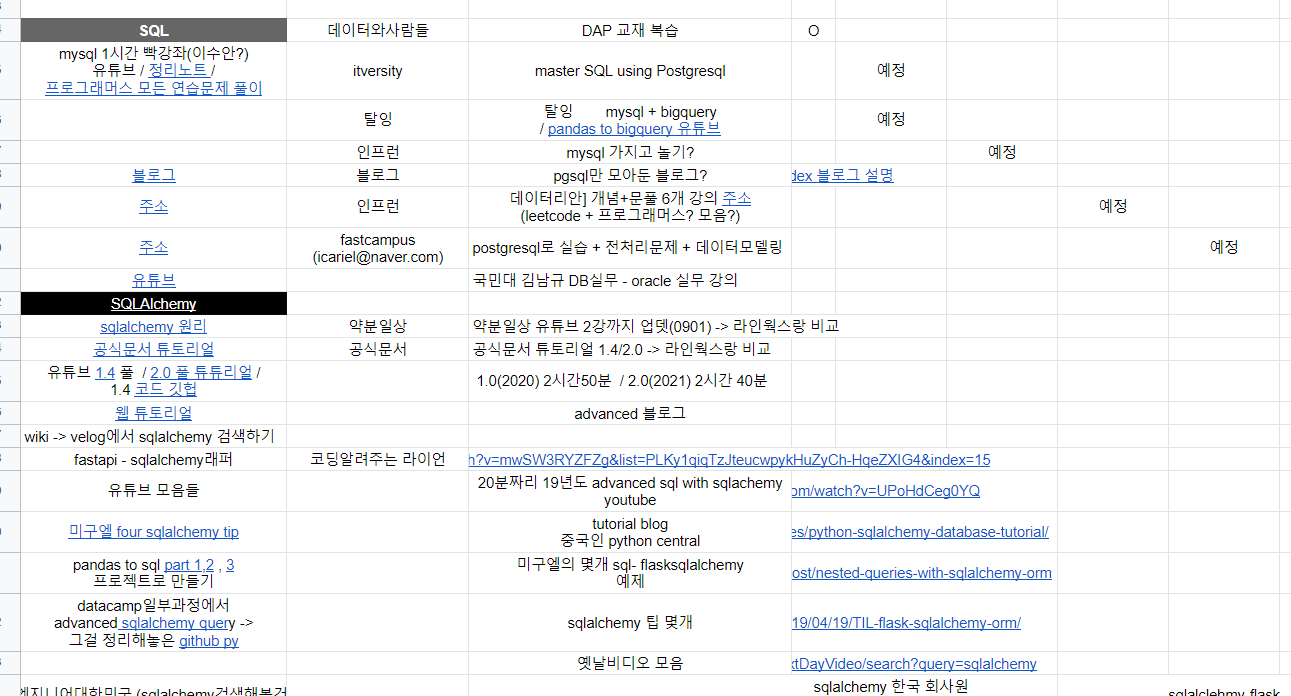 SQL 데이터와사람들 DAP 교재 복습 O
mysql 1시간 빡강좌(이수안?)
유튜브 / 정리노트 /
프로그래머스 모든 연습문제 풀이
itversity master SQL using Postgresql 예정
탈잉
탈잉 mysql + bigquery
/ pandas to bigquery 유튜브
예정
인프런 mysql 가지고 놀기? 예정
블로그 블로그 pgsql만 모아둔 블로그? dex 블로그 설명
주소 인프런
데이터리안] 개념+문풀 6개 강의 주소
(leetcode + 프로그래머스? 모음?)
예정
주소
fastcampus
(icariel@naver.com)
postgresql로 실습 + 전처리문제 + 데이터모델링 예정
유튜브 국민대 김남규 DB실무 - oracle 실무 강의
SQLAlchemy
sqlalchemy 원리 약분일상 약분일상 유튜브 2강까지 업뎃(0901) -> 라인웍스랑 비교
공식문서 튜토리얼 공식문서 공식문서 튜토리얼 1.4/2.0 -> 라인웍스랑 비교
유튜브 1.4 풀 / 2.0 풀 튜튜리얼 /
1.4 코드 깃헙
1.0(2020) 2시간50분 / 2.0(2021) 2시간 40분
웹 튜토리얼 advanced 블로그
wiki -> velog에서 sqlalchemy 검색하기
fastapi - sqlalchemy래퍼 코딩알려주는 라이언 h?v=mwSW3RYZFZg&list=PLKy1qiqTzJteucwpykHuZyCh-HqeZXIG4&index=15
유튜브 모음들
20분짜리 19년도 advanced sql with sqlachemy
youtube
om/watch?v=UPoHdCeg0YQ
미구엘 four sqlalchemy tip
tutorial blog
중국인 python central
es/python-sqlalchemy-database-tutorial/
pandas to sql part 1,2 , 3
프로젝트로 만들기
미구엘의 몇개 sql- flasksqlalchemy
예제
ost/nested-queries-with-sqlalchemy-orm
datacamp일부과정에서
advanced sqlalchemy query ->
그걸 정리해놓은 github py
sqlalchemy 팁 몇개 19/04/19/TIL-flask-sqlalchemy-orm/
옛날비디오 모음 xtDayVideo/search?query=sqlalchemy
엔지니어대한민국 (sqlalchemy검색해볼것
sqlalchemy 한국 회사원
sqlalclehmy flask